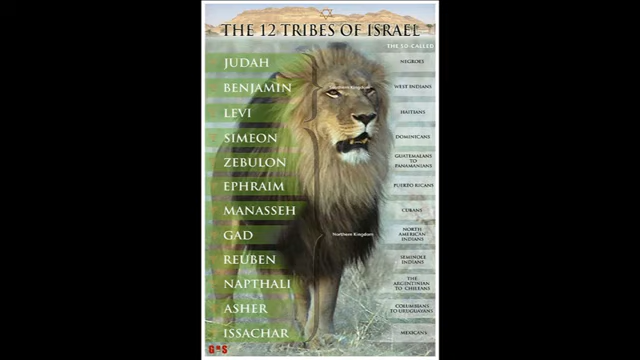 THE 12 TRIBES OF ISRAEL
THE SO-CALLED
JUDAH NEGROES
BENJAMIN Southern Kingdom WEST INDIANS
LEVI HAITIANS
SIMEON DOMINICANS
ZEBULON GUATEMALANS
TO
PANAMANIANS
EPHRAIM PUERTO RICANS
MANASSEH CUBANS
GAD Northern Kingdom NORTH
AMERICAN
INDIANS
REUBEN SEMINOLE
INDIANS
NAPTHALI THE
ARGENTINIAN
TO CHILEANS
ASHER COLUMBIANS
TO URUGUAYANS
ISSACHAR MEXICANS